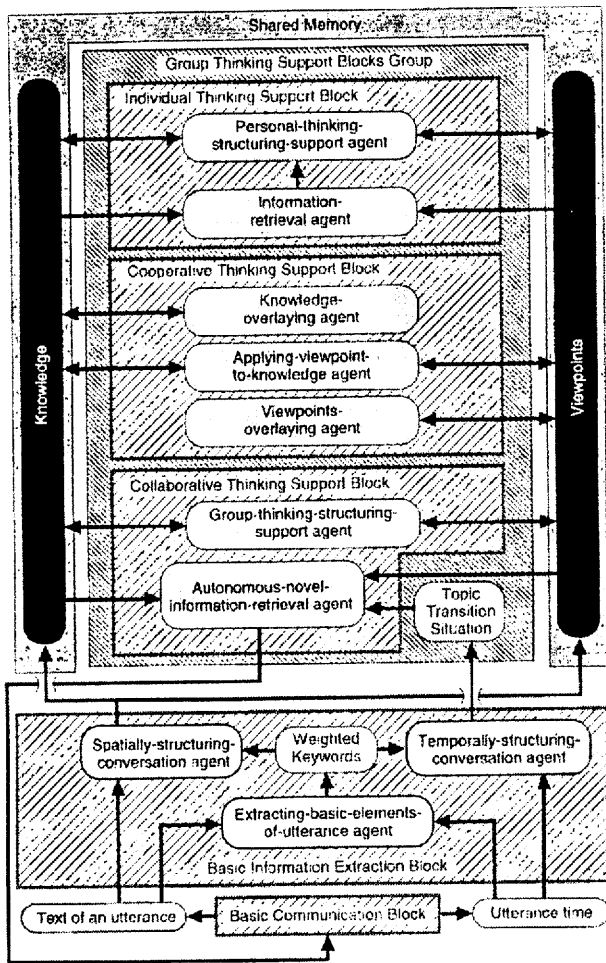 Shared Memory
Group Thinking Support Blocks Group
Individual Thinking Support Block
Personal-thinking-
structuring-support agent
Information-
retrieval agent
Cooperative Thinking Support Block
Knowledge-
overlaying agent
Applying-viewpoint-
to-knowledge agent
Viewpoints-
overlaying agent
Knowledge
Viewpoints
Collaborative Thinking Support Block
Group-thinking-structuring-
support agent
Autonomous-novel-
information-retrieval agent
Topic
Transition
Situation
Spatially-structuring-
conversation agent
Weighted
Keywords
Temporally-structuring-
conversation agent
Extracting-basic-elements-
of-utterance agent
Basic Information Extraction Block
Text of an utterance
Basic Communication Block
Utterance time